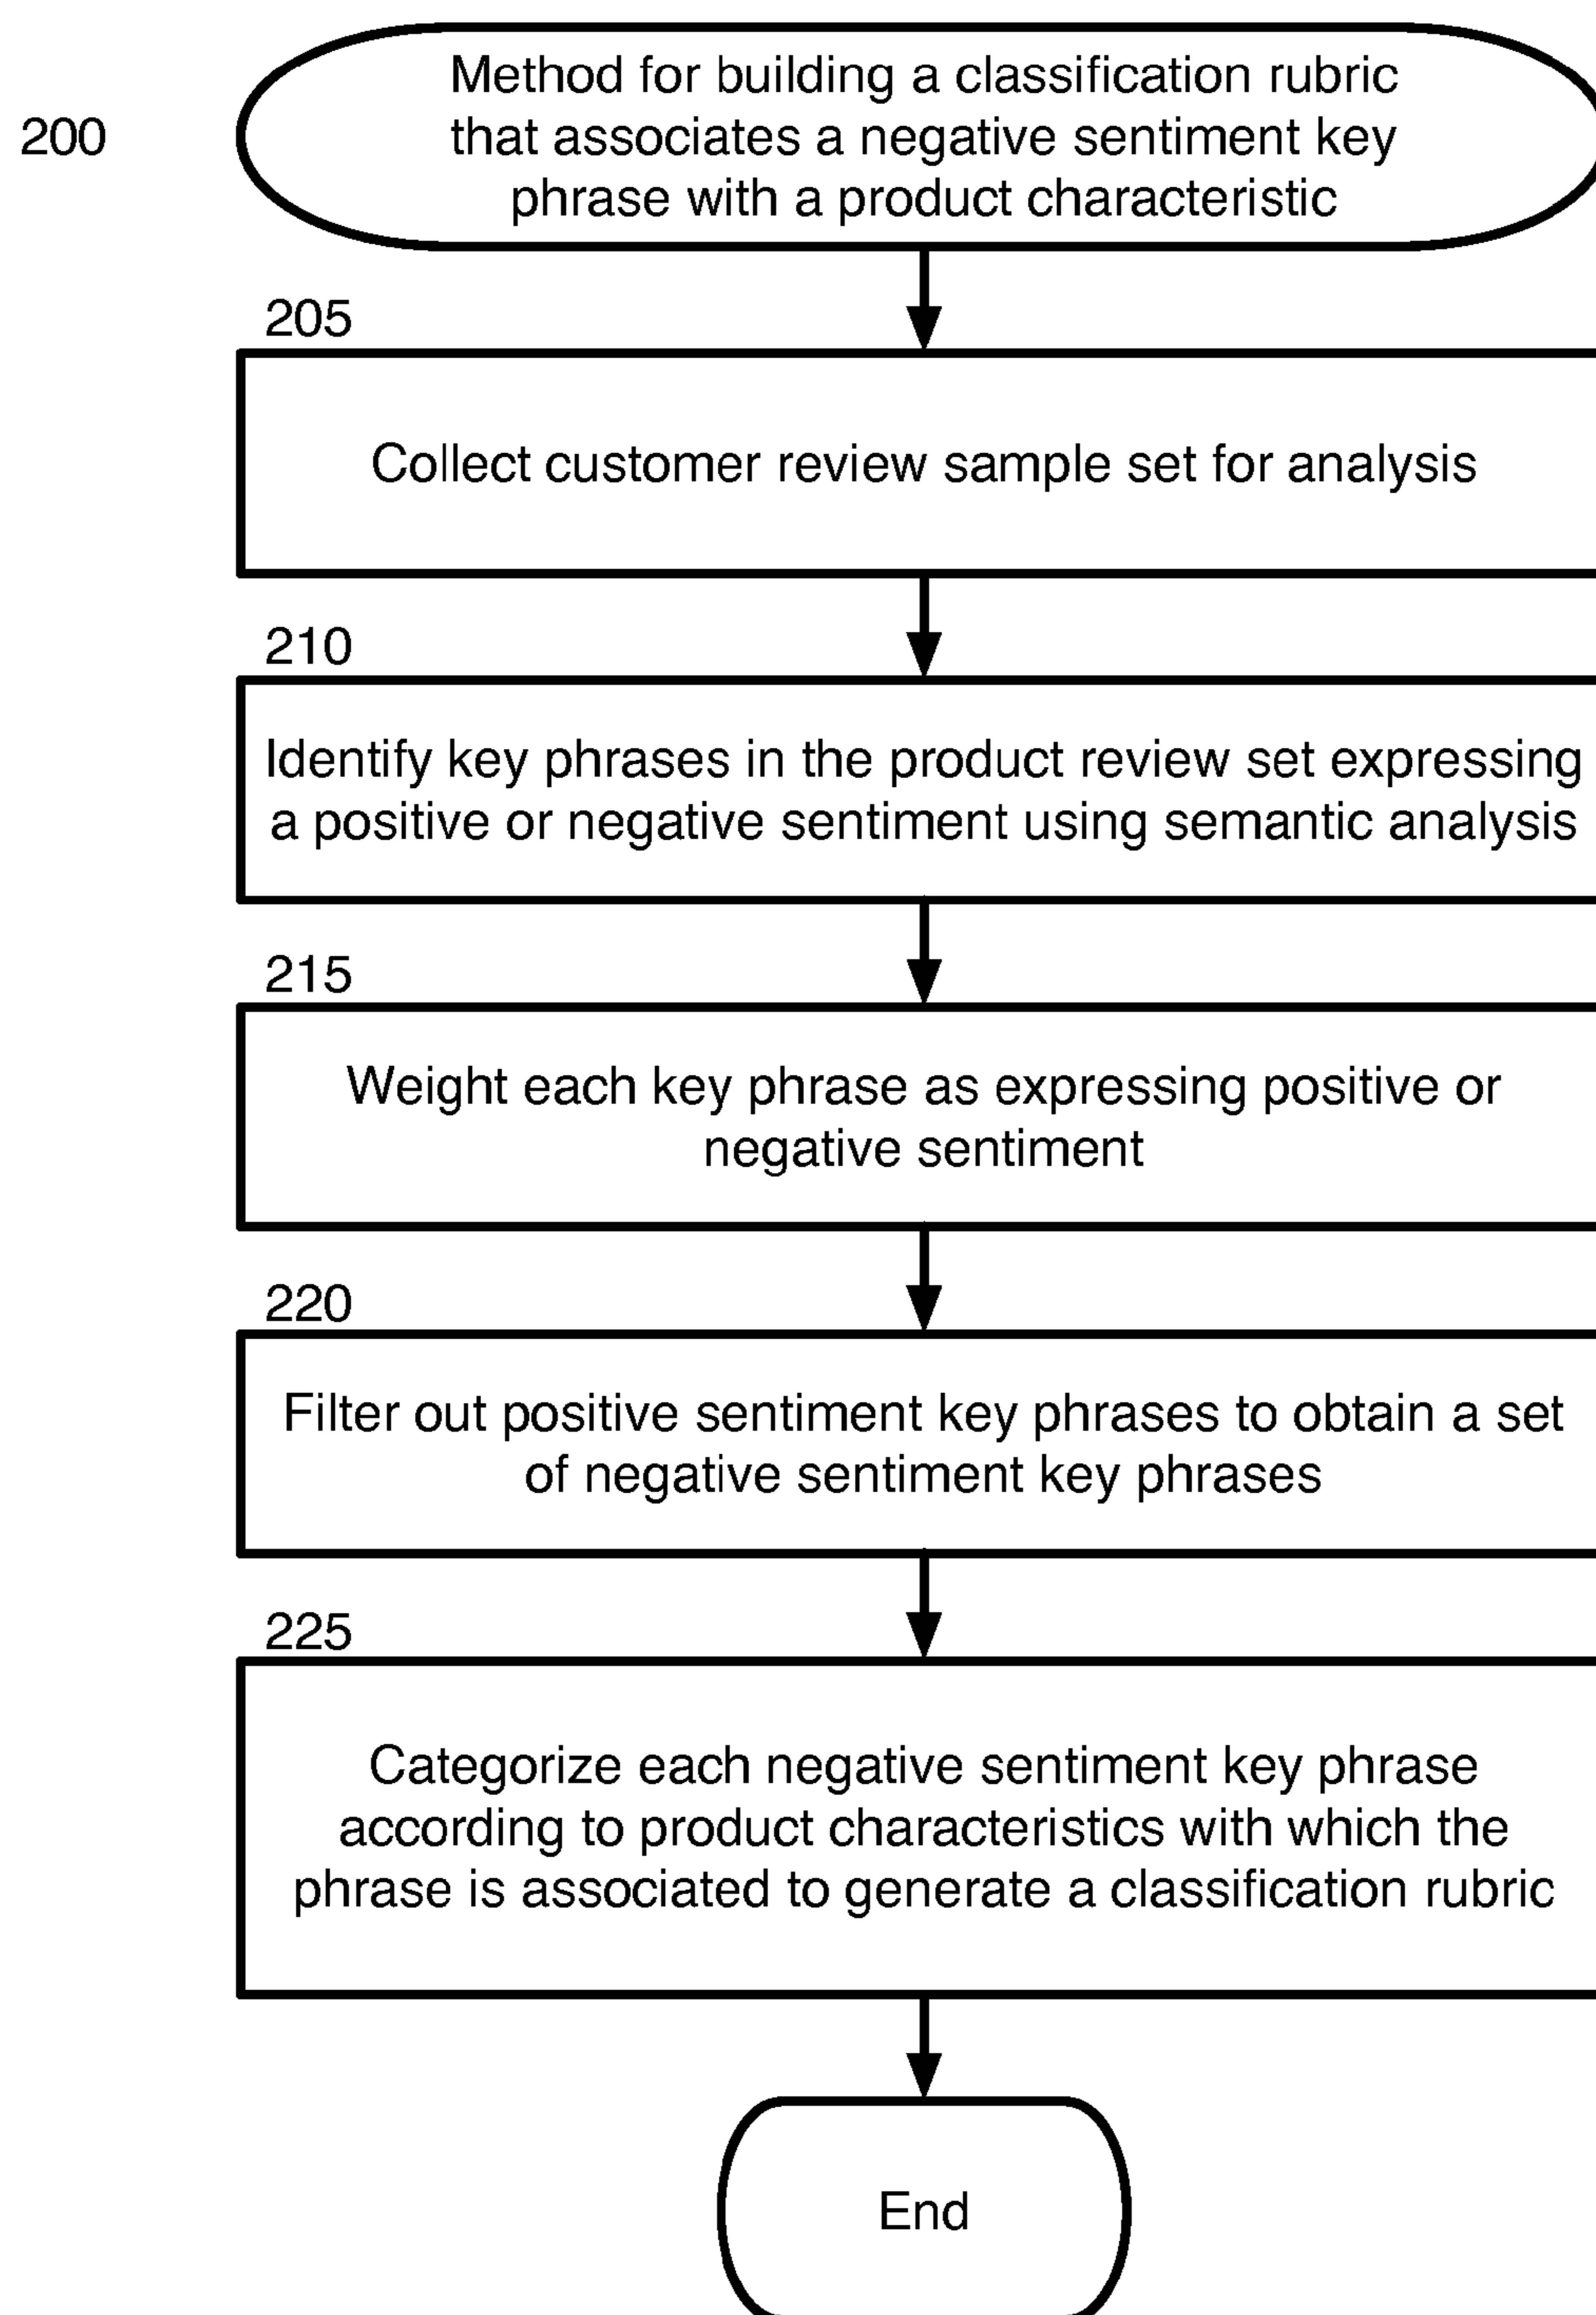 Method for building a classification rubric
200
that associates a negative sentiment key
phrase with a product characteristic
205
Collect customer review sample set for analysis
210
Identify key phrases in the product review set expressing
a positive or negative sentiment using semantic analysis
215
Weight each key phrase as expressing positive or
negative sentiment
220
Filter out positive sentiment key phrases to obtain a set
of negative sentiment key phrases
225
Categorize each negative sentiment key phrase
according to product characteristics with which the
phrase is associated to generate a classification rubric
End